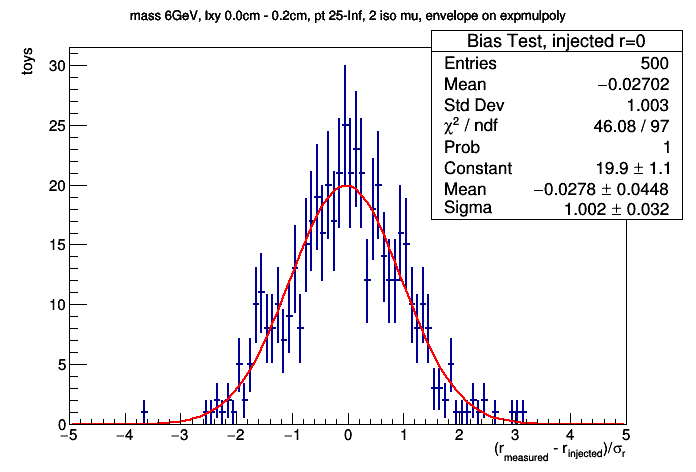 mass 6GeV, lxy 0.0cm - 0.2cm, pt 25-Inf, 2 iso mu, envelope on expmulpoly
Bias Test, injected r=0
Entries 500
Mean −0.02702
Std Dev 1.003
χ² / ndf 46.08 / 97
Prob 1
Constant 19.9 ± 1.1
Mean −0.0278 ± 0.0448
Sigma 1.002 ± 0.032
toys
30
25
20
15
10
5
0
−5 −4 −3 −2 −1 0 1 2 3 4 5
(r_measured - r_injected)/σ_r